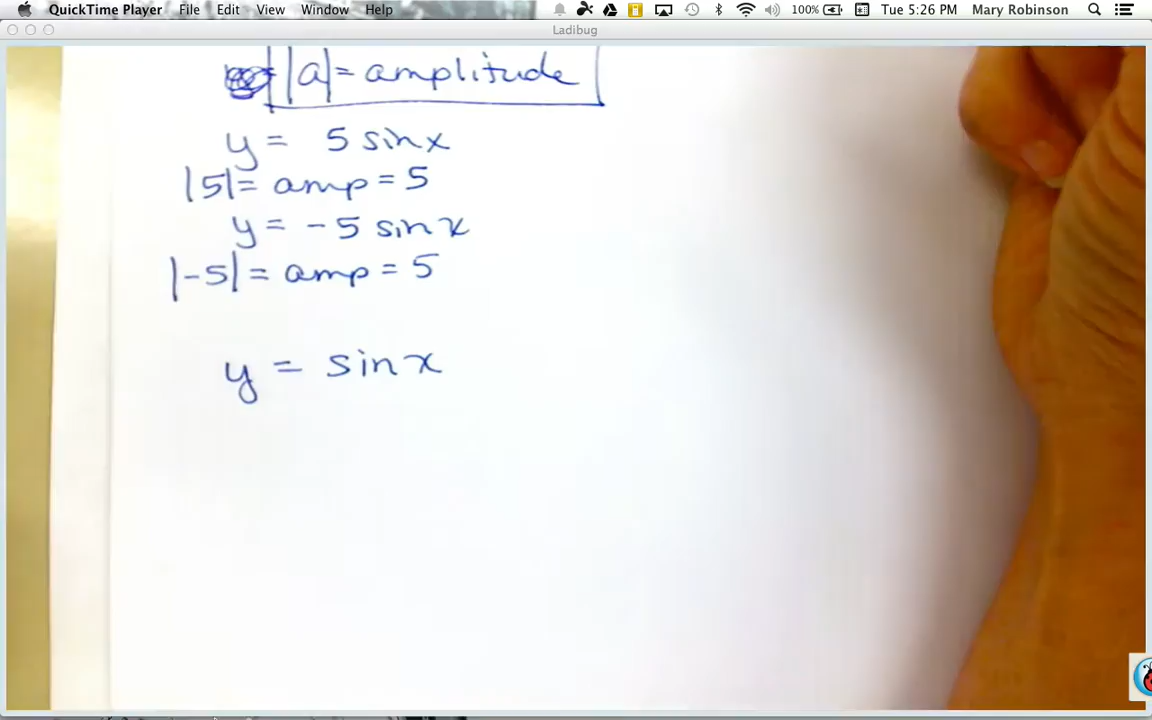 QuickTime Player File Edit View Window Help 100% Tue 5:26 PM Mary Robinson
Ladibug
|a| = amplitude
y = 5 sin x
|5| = amp = 5
y = -5 sin x
|-5| = amp = 5
y = sin x